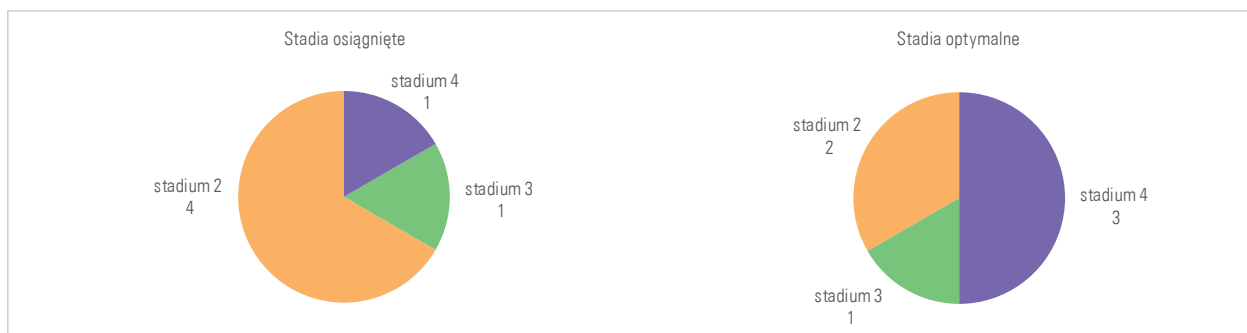 Stadia osiągnięte
stadium 4
1
stadium 2
4
stadium 3
1
Stadia optymalne
stadium 2
2
stadium 4
3
stadium 3
1